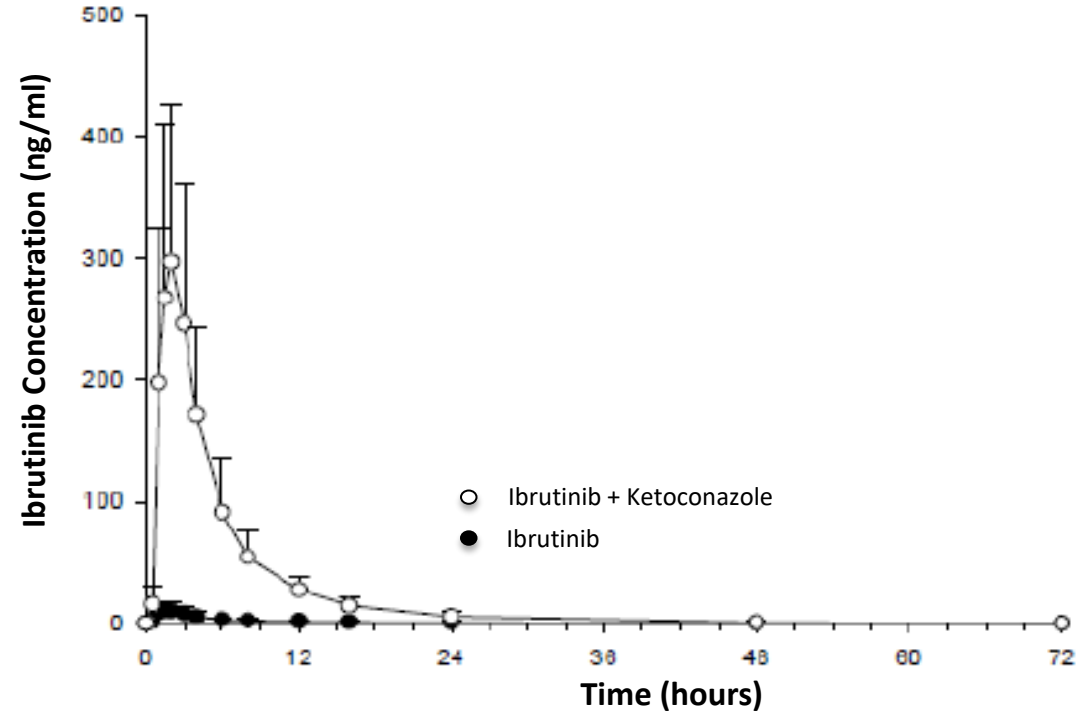 Ibrutinib Concentration (ng/ml)
500
400
300
200
100
0
Ibrutinib + Ketoconazole
Ibrutinib
0 12 24 36 48 60 72
Time (hours)